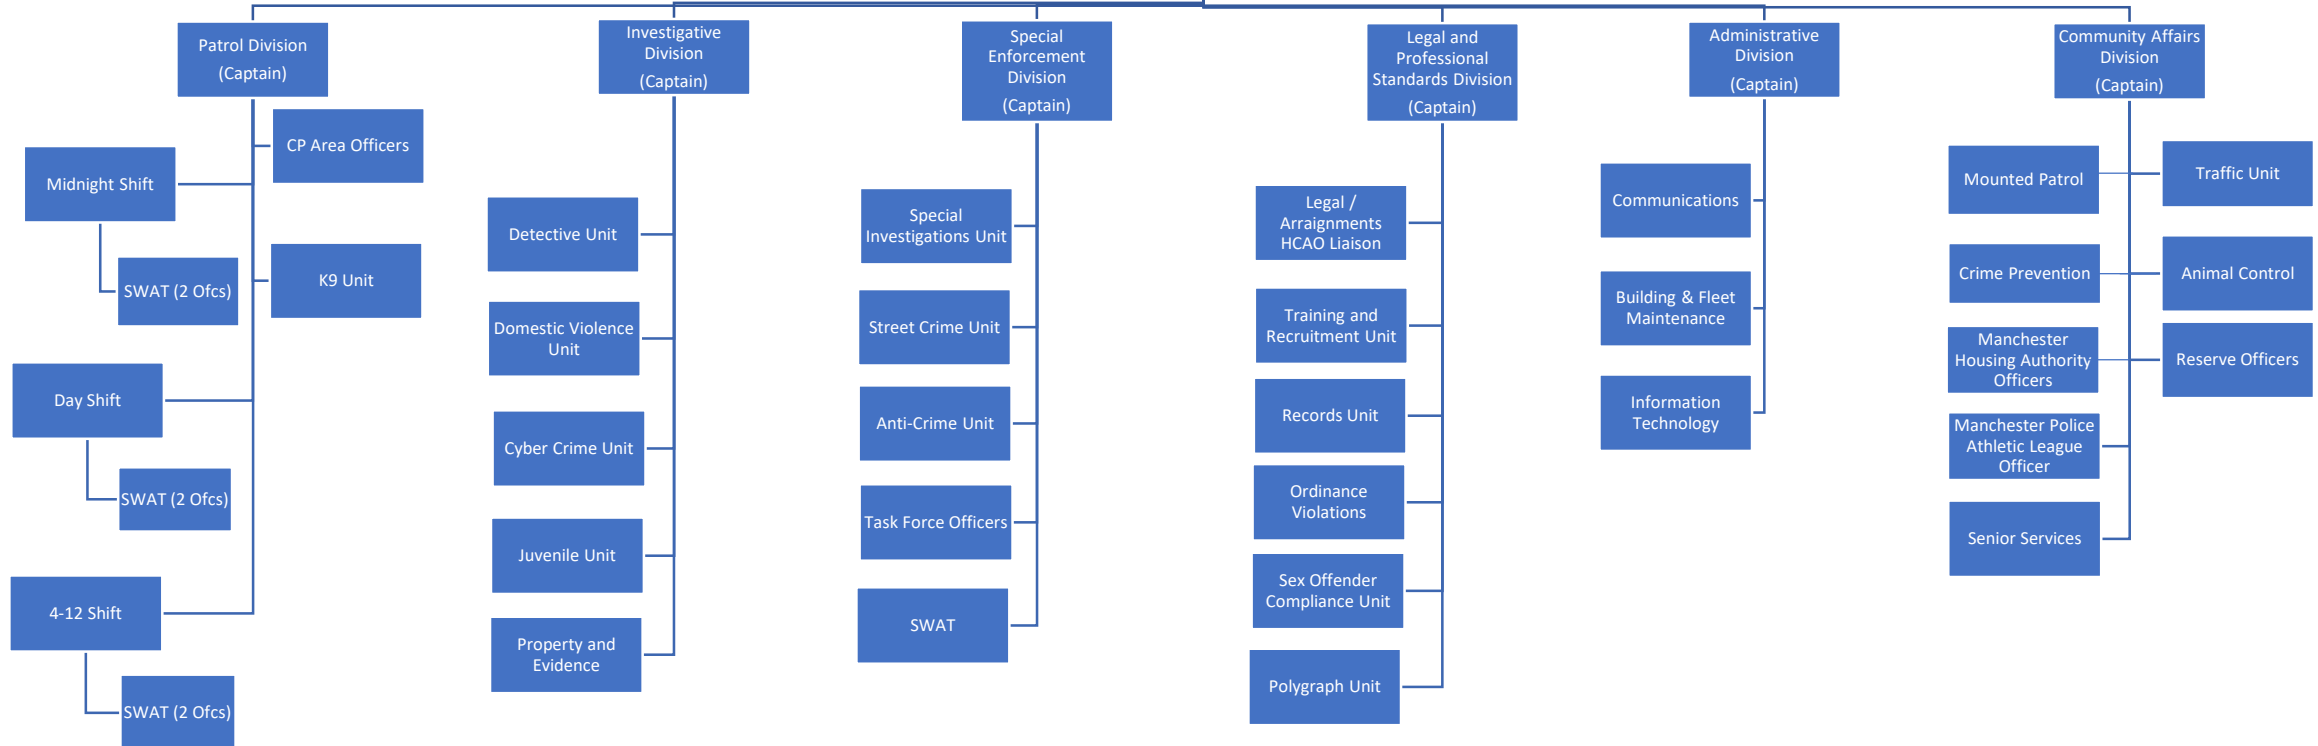 Patrol Division
(Captain)
CP Area Officers
Midnight Shift
SWAT (2 Ofcs)
K9 Unit
Day Shift
SWAT (2 Ofcs)
4-12 Shift
SWAT (2 Ofcs)
Investigative
Division
(Captain)
Detective Unit
Domestic Violence
Unit
Cyber Crime Unit
Juvenile Unit
Property and
Evidence
Special
Enforcement
Division
(Captain)
Special
Investigations Unit
Street Crime Unit
Anti-Crime Unit
Task Force Officers
SWAT
Legal and
Professional
Standards Division
(Captain)
Legal /
Arraignments
HCAO Liaison
Training and
Recruitment Unit
Records Unit
Ordinance
Violations
Sex Offender
Compliance Unit
Polygraph Unit
Administrative
Division
(Captain)
Communications
Building & Fleet
Maintenance
Information
Technology
Community Affairs
Division
(Captain)
Mounted Patrol
Traffic Unit
Crime Prevention
Animal Control
Manchester
Housing Authority
Officers
Reserve Officers
Manchester Police
Athletic League
Officer
Senior Services